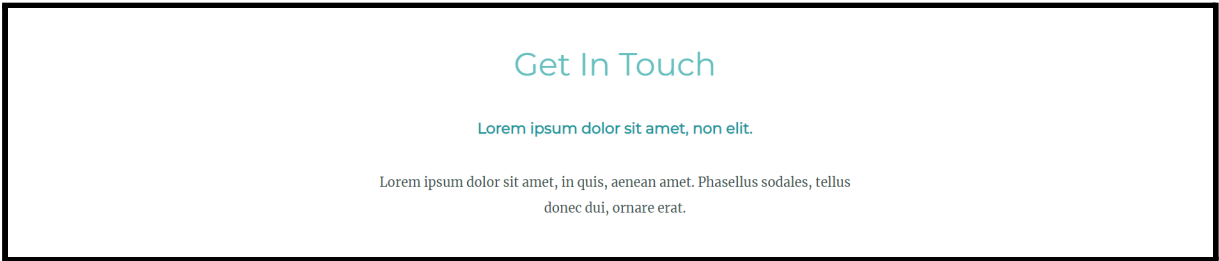 Get In Touch
Lorem ipsum dolor sit amet, non elit.
Lorem ipsum dolor sit amet, in quis, aenean amet. Phasellus sodales, tellus
donec dui, ornare erat.